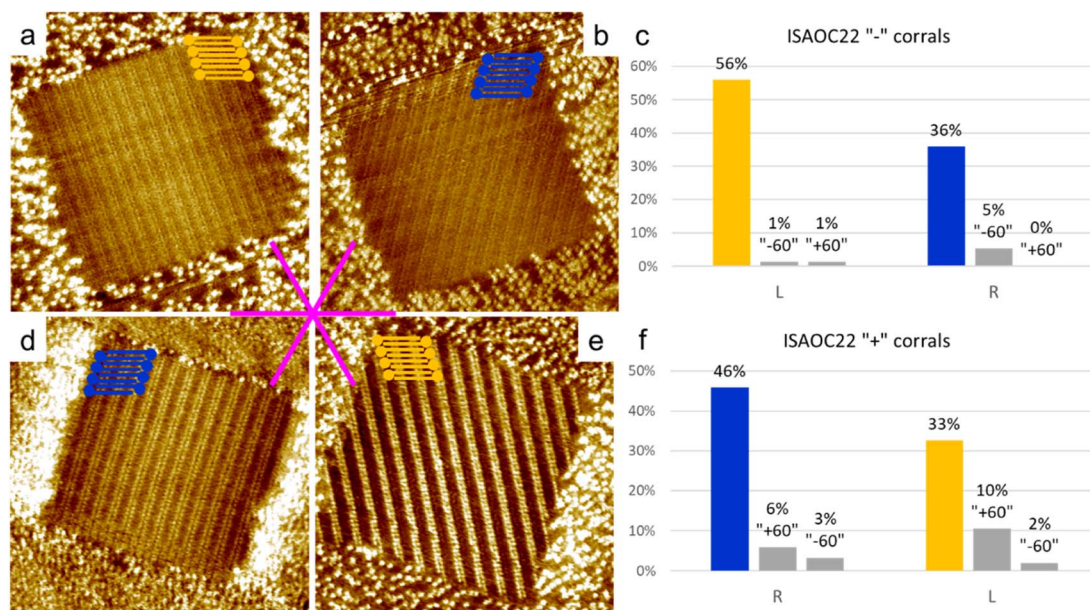 a
b
c
ISAOC22 "-" corrals
60%
50%
40%
30%
20%
10%
0%
56%
1%
"-60"
1%
"+60"
36%
5%
"-60"
0%
"+60"
L
R
d
e
f
ISAOC22 "+" corrals
50%
40%
30%
20%
10%
0%
46%
6%
"+60"
3%
"-60"
33%
10%
"+60"
2%
"-60"
R
L